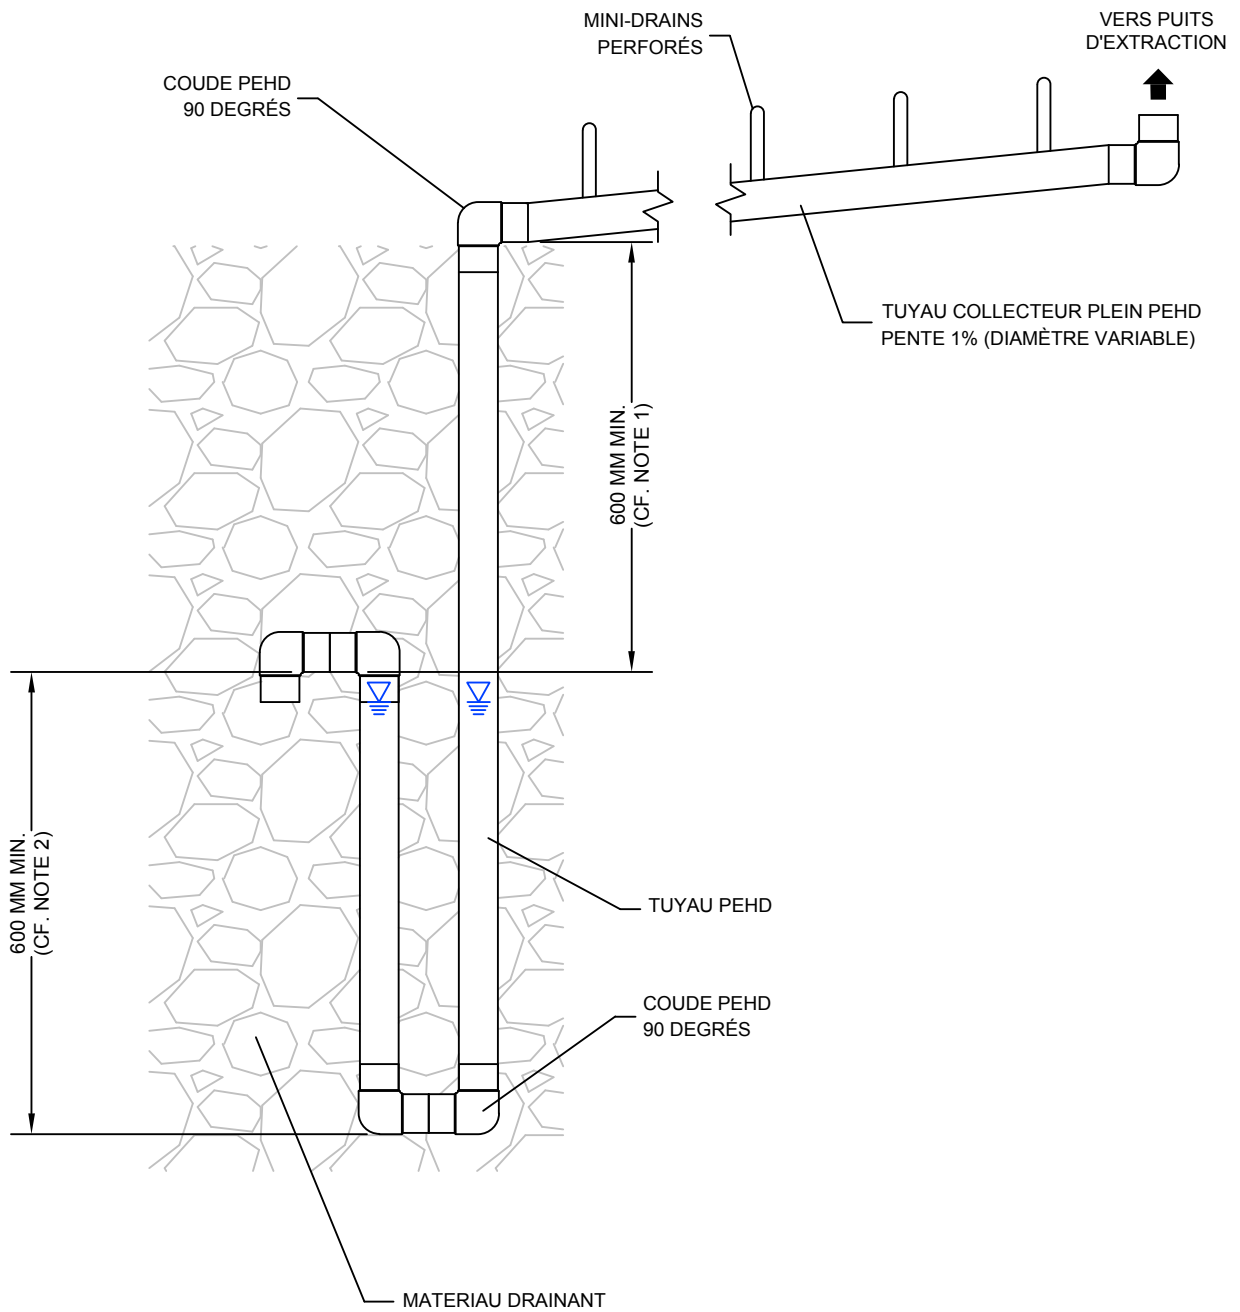 MINI-DRAINS
PERFORÉS
VERS PUITS
D'EXTRACTION
COUDE PEHD
90 DEGRÉS
TUYAU COLLECTEUR PLEIN PEHD
PENTE 1% (DIAMÈTRE VARIABLE)
600 MM MIN.
(CF. NOTE 1)
600 MM MIN.
(CF. NOTE 2)
TUYAU PEHD
COUDE PEHD
90 DEGRÉS
MATERIAU DRAINANT